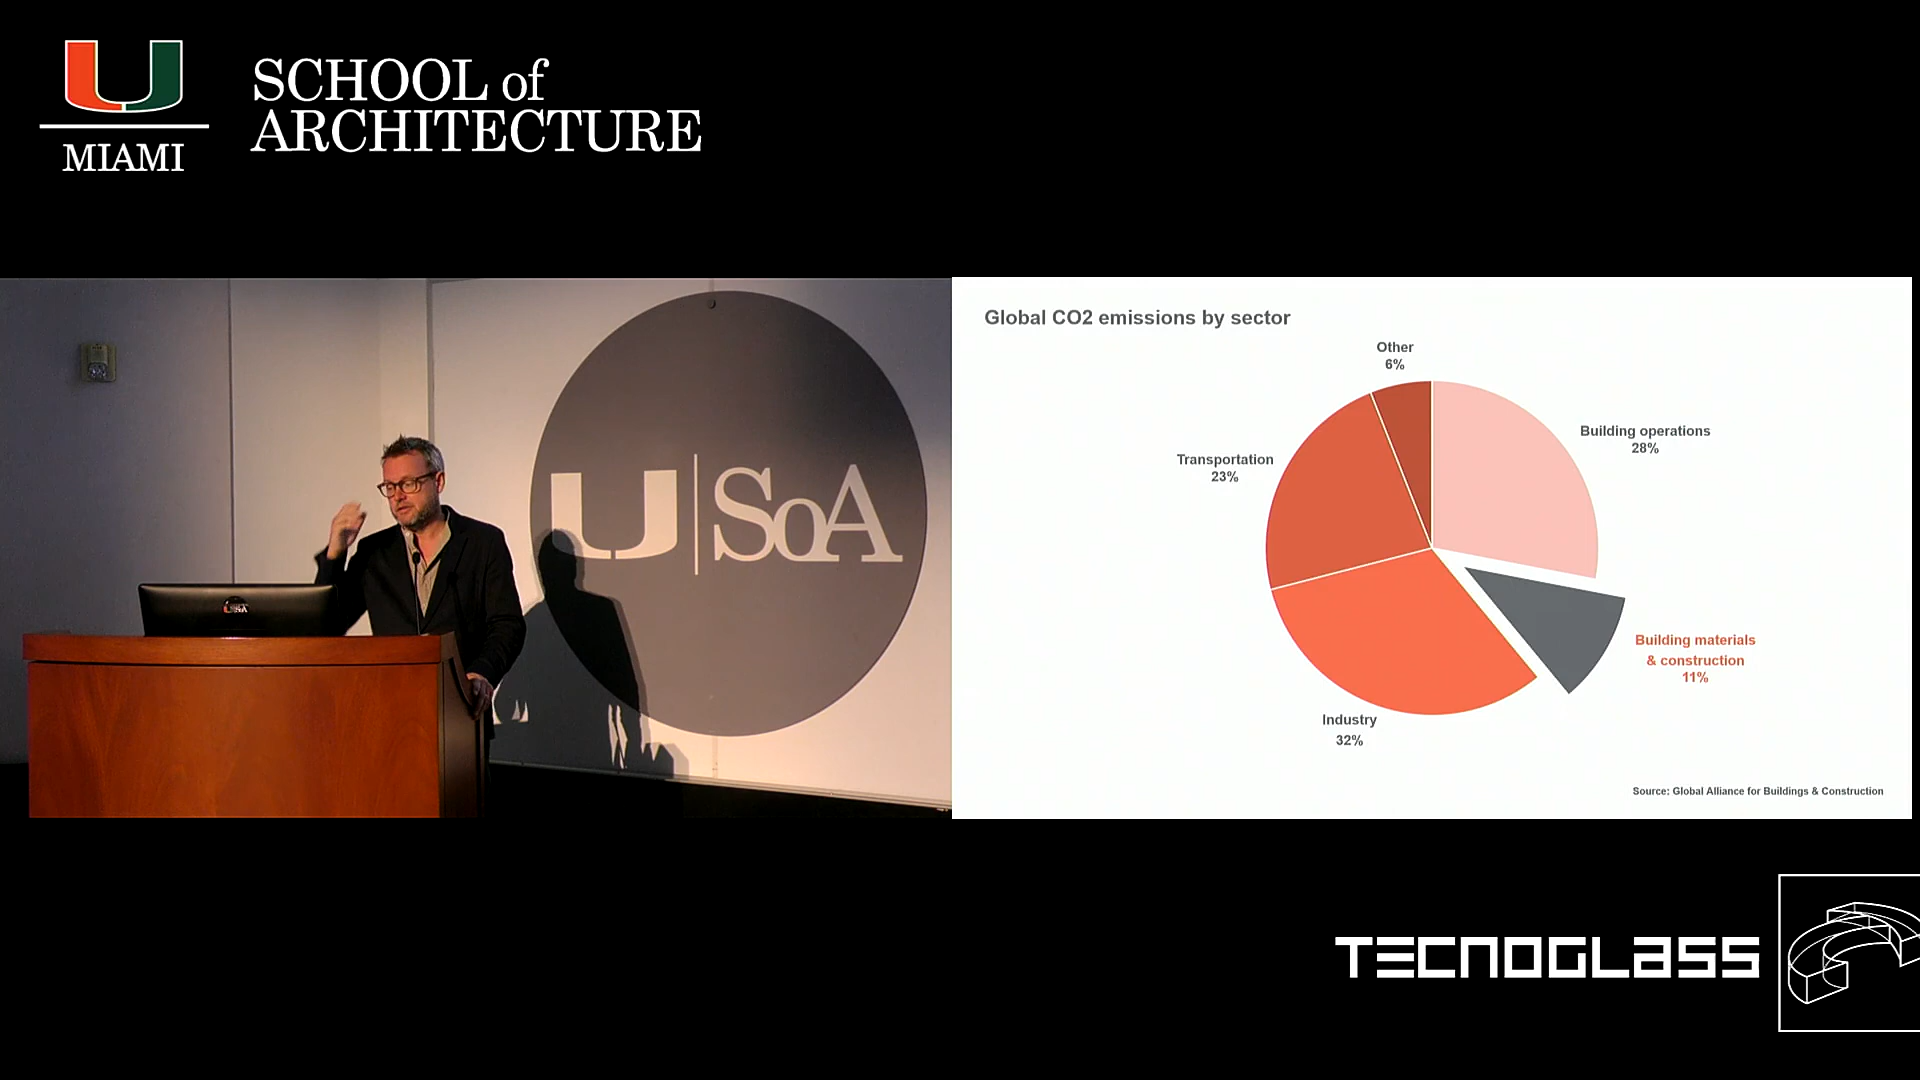 U
MIAMI
SCHOOL of
ARCHITECTURE
U SoA
Global CO2 emissions by sector
Other
6%
Building operations
28%
Transportation
23%
Building materials
& construction
11%
Industry
32%
Source: Global Alliance for Buildings & Construction
TECNOGLASS